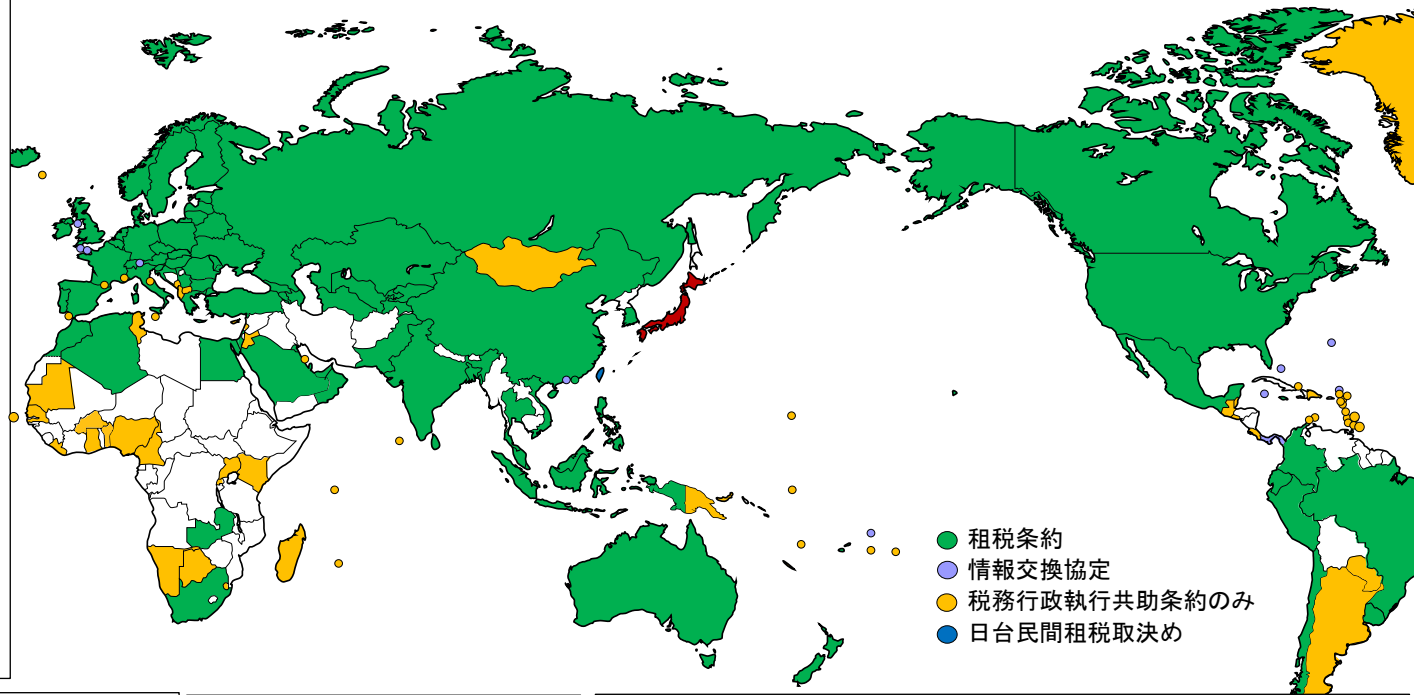 租税条約
情報交換協定
税務行政執行共助条約のみ
日台民間租税取決め